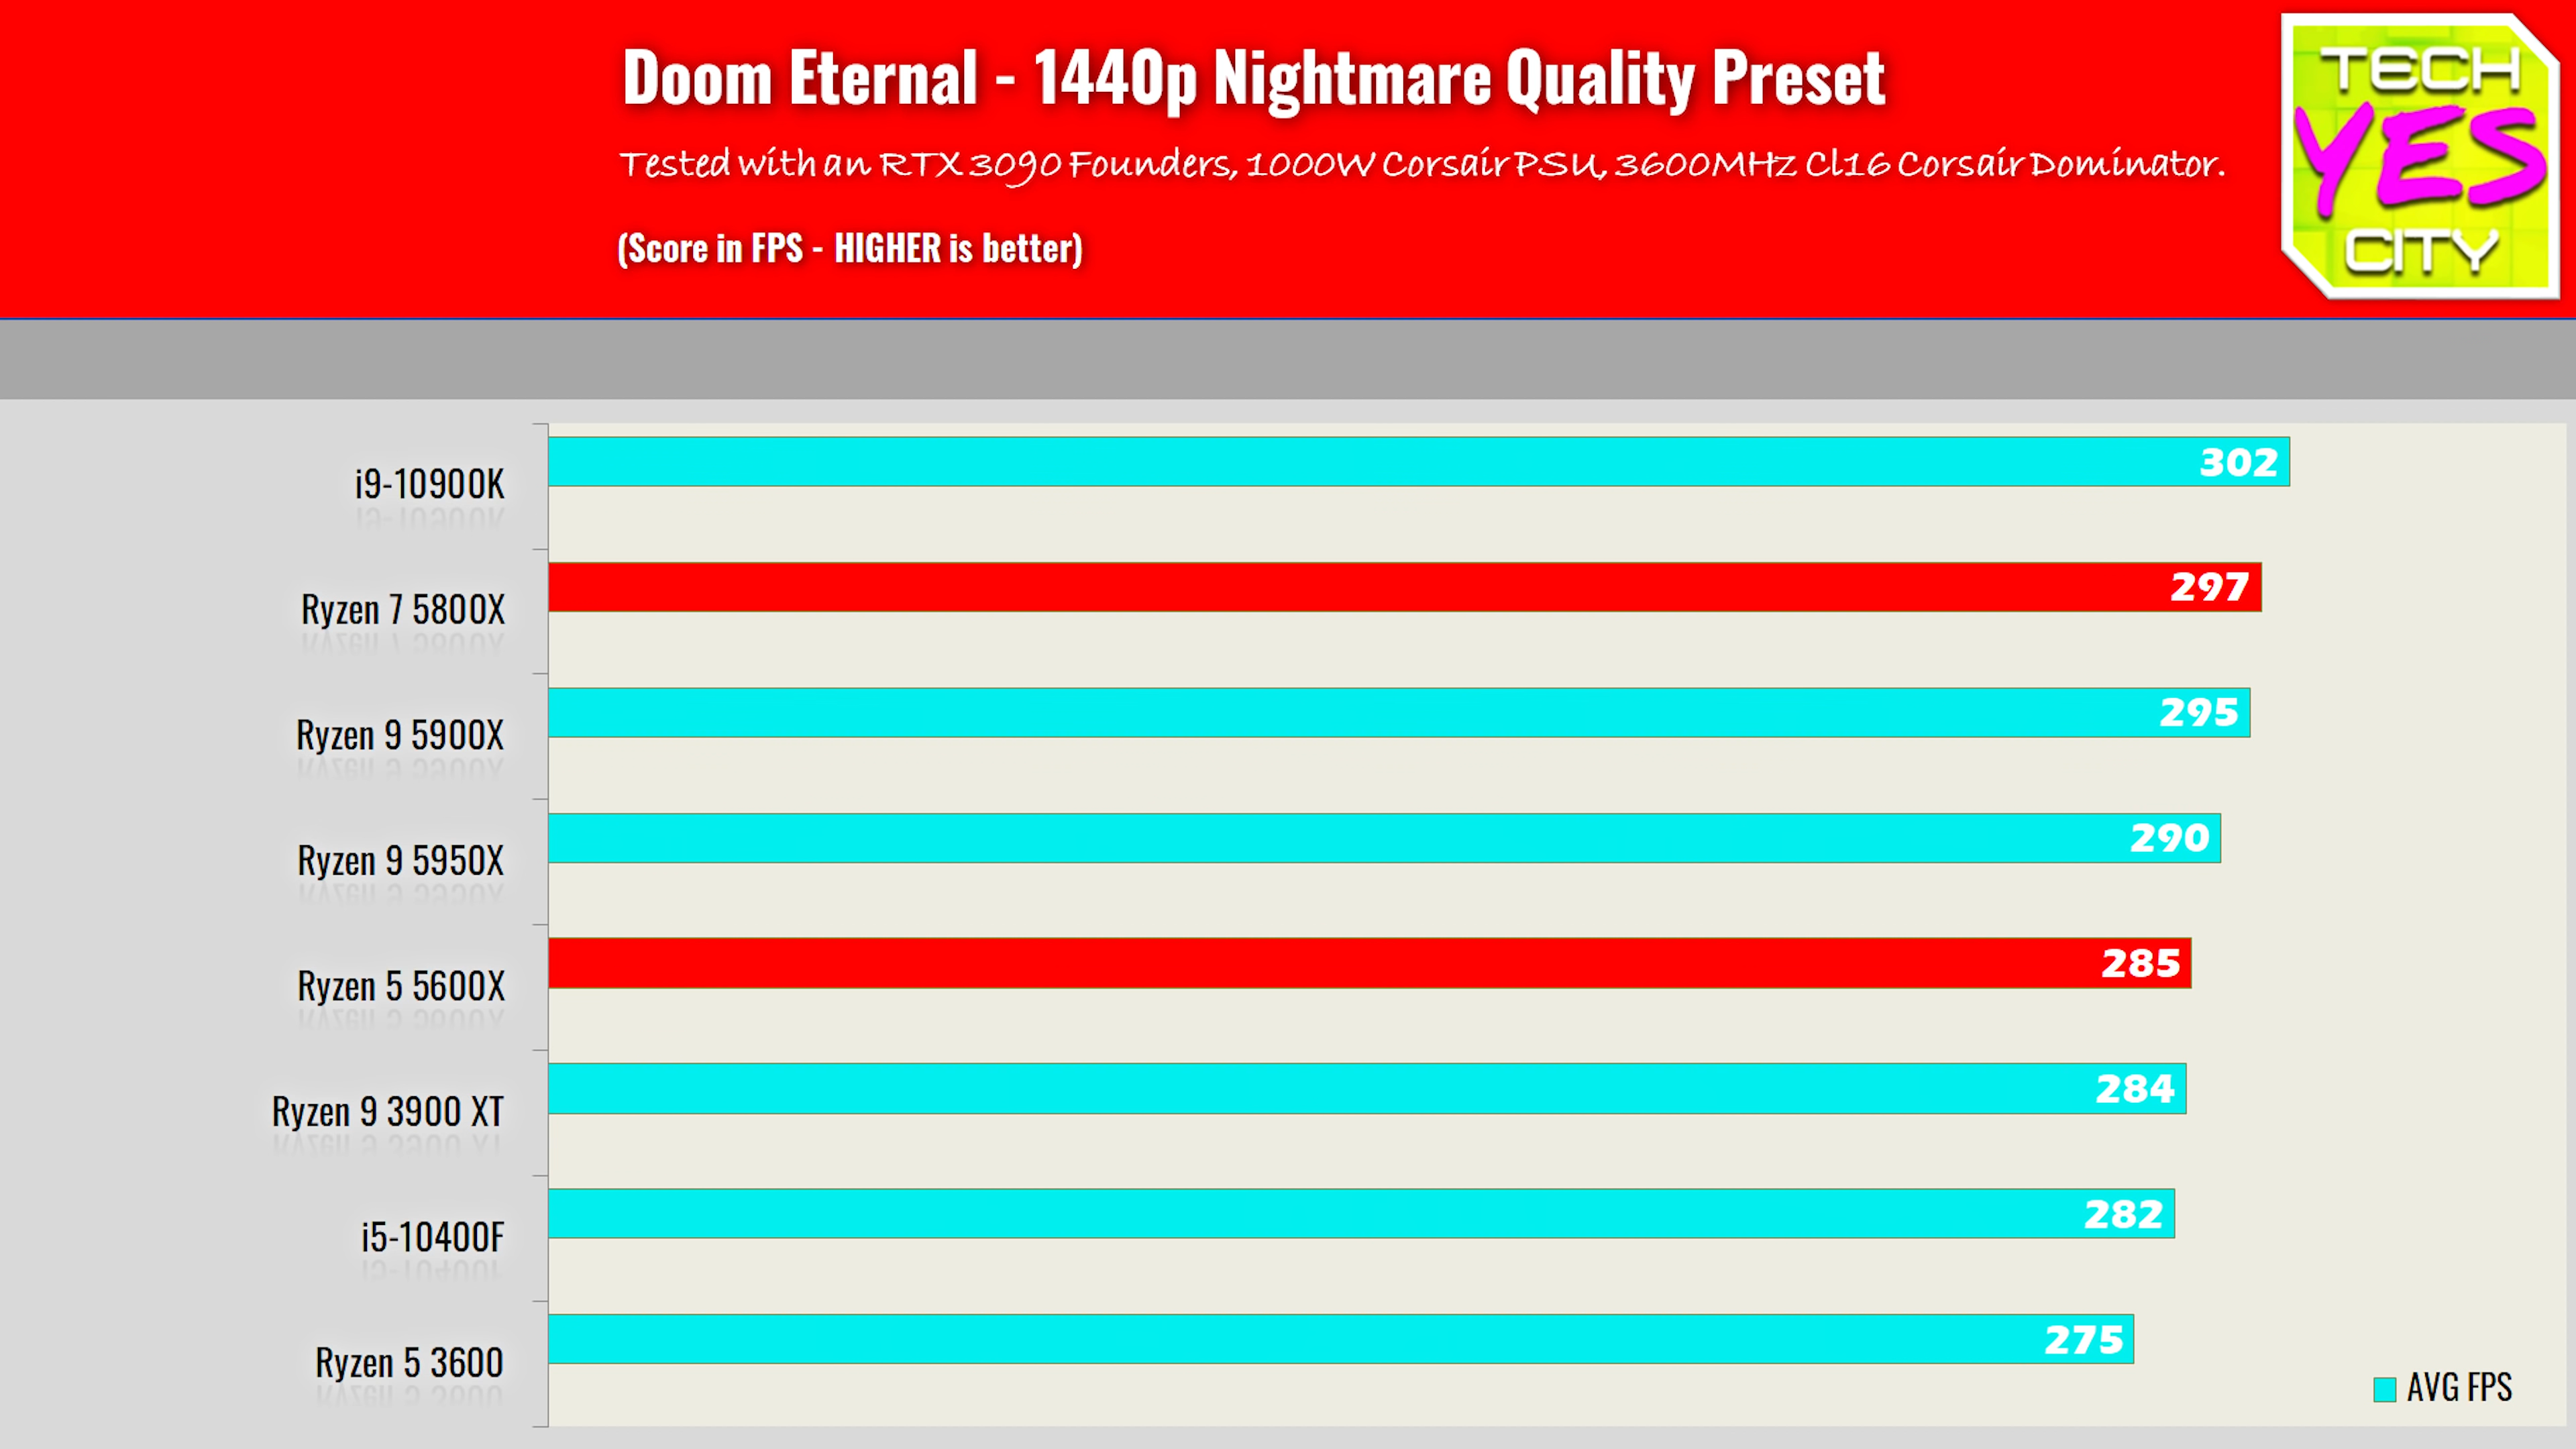 Doom Eternal - 1440p Nightmare Quality Preset
Tested with an RTX 3090 Founders, 1000W Corsair PSU, 3600MHz Cl16 Corsair Dominator.
(Score in FPS - HIGHER is better)
TECH
YES
CITY
i9-10900K 302
Ryzen 7 5800X 297
Ryzen 9 5900X 295
Ryzen 9 5950X 290
Ryzen 5 5600X 285
Ryzen 9 3900 XT 284
i5-10400F 282
Ryzen 5 3600 275
AVG FPS